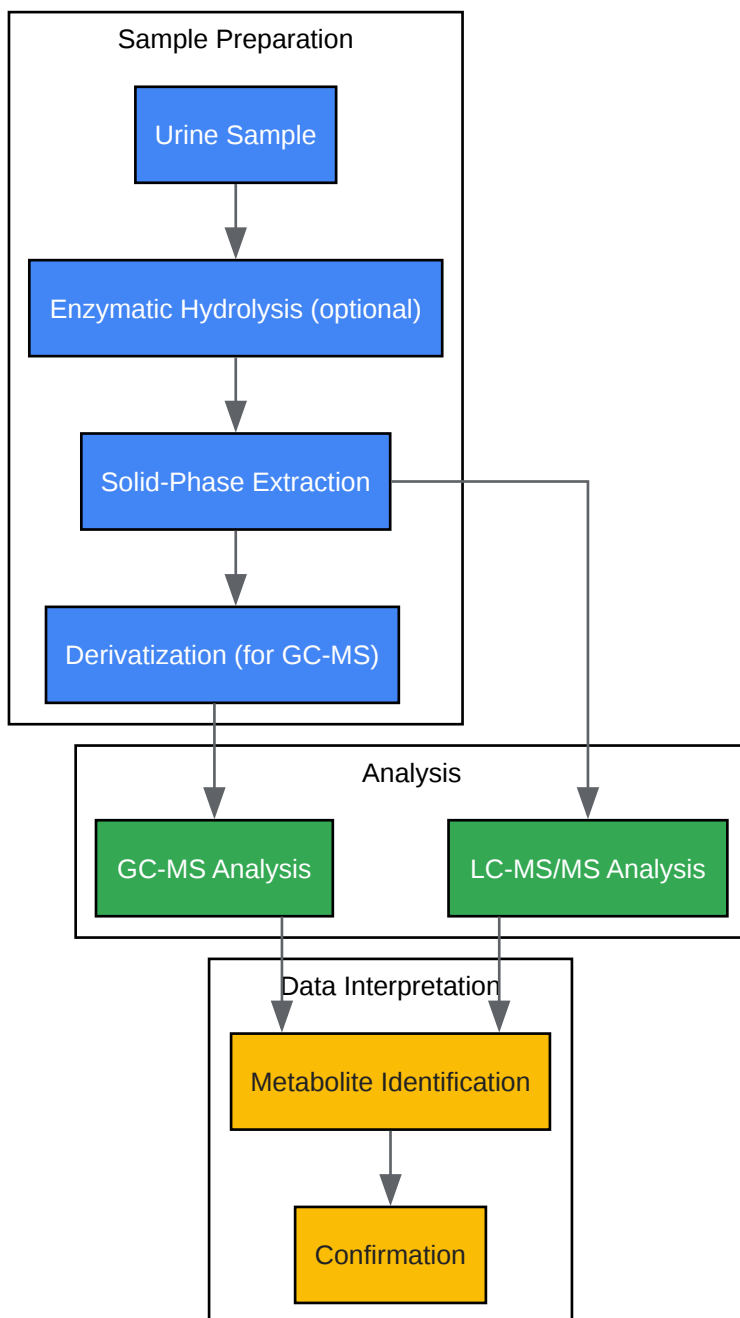 Sample Preparation
Urine Sample
Enzymatic Hydrolysis (optional)
Solid-Phase Extraction
Derivatization (for GC-MS)
Analysis
GC-MS Analysis
LC-MS/MS Analysis
Data Interpretation
Metabolite Identification
Confirmation